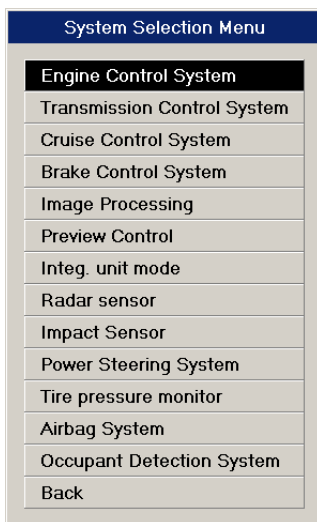 System Selection Menu
Engine Control System
Transmission Control System
Cruise Control System
Brake Control System
Image Processing
Preview Control
Integ. unit mode
Radar sensor
Impact Sensor
Power Steering System
Tire pressure monitor
Airbag System
Occupant Detection System
Back